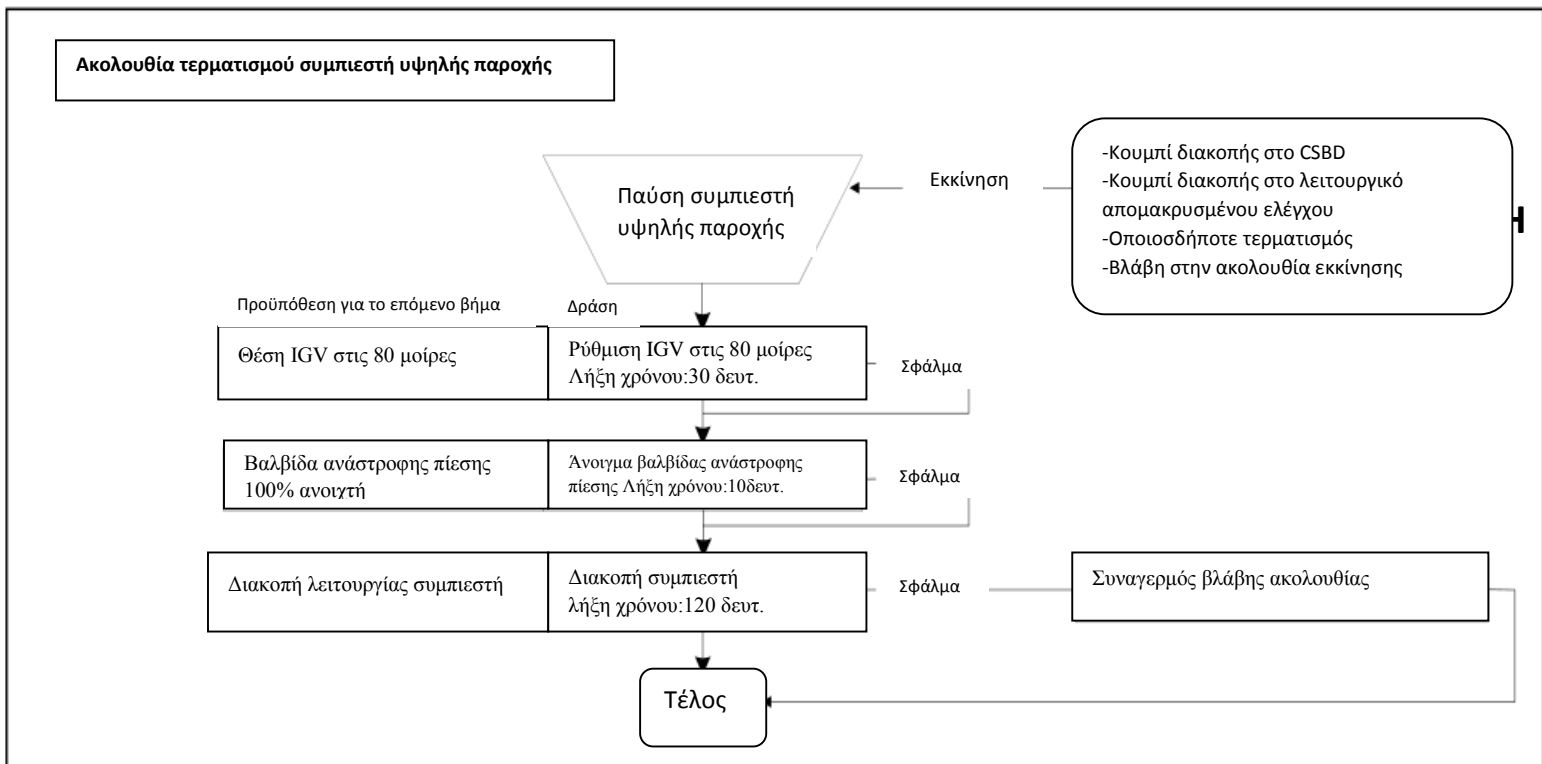 Ακολουθία τερματισμού συμπιεστή υψηλής παροχής
-Κουμπί διακοπής στο CSBD
-Κουμπί διακοπής στο λειτουργικό
απομακρυσμένου ελέγχου
-Οποιοσδήποτε τερματισμός
-Βλάβη στην ακολουθία εκκίνησης
Εκκίνηση
Παύση συμπιεστή
υψηλής παροχής
Προϋπόθεση για το επόμενο βήμα
Δράση
Θέση IGV στις 80 μοίρες
Ρύθμιση IGV στις 80 μοίρες
Λήξη χρόνου:30 δευτ.
Σφάλμα
Βαλβίδα ανάστροφης πίεσης
100% ανοιχτή
Άνοιγμα βαλβίδας ανάστροφης
πίεσης Λήξη χρόνου:10δευτ.
Σφάλμα
Διακοπή λειτουργίας συμπιεστή
Διακοπή συμπιεστή
λήξη χρόνου:120 δευτ.
Σφάλμα
Συναγερμός βλάβης ακολουθίας
Τέλος